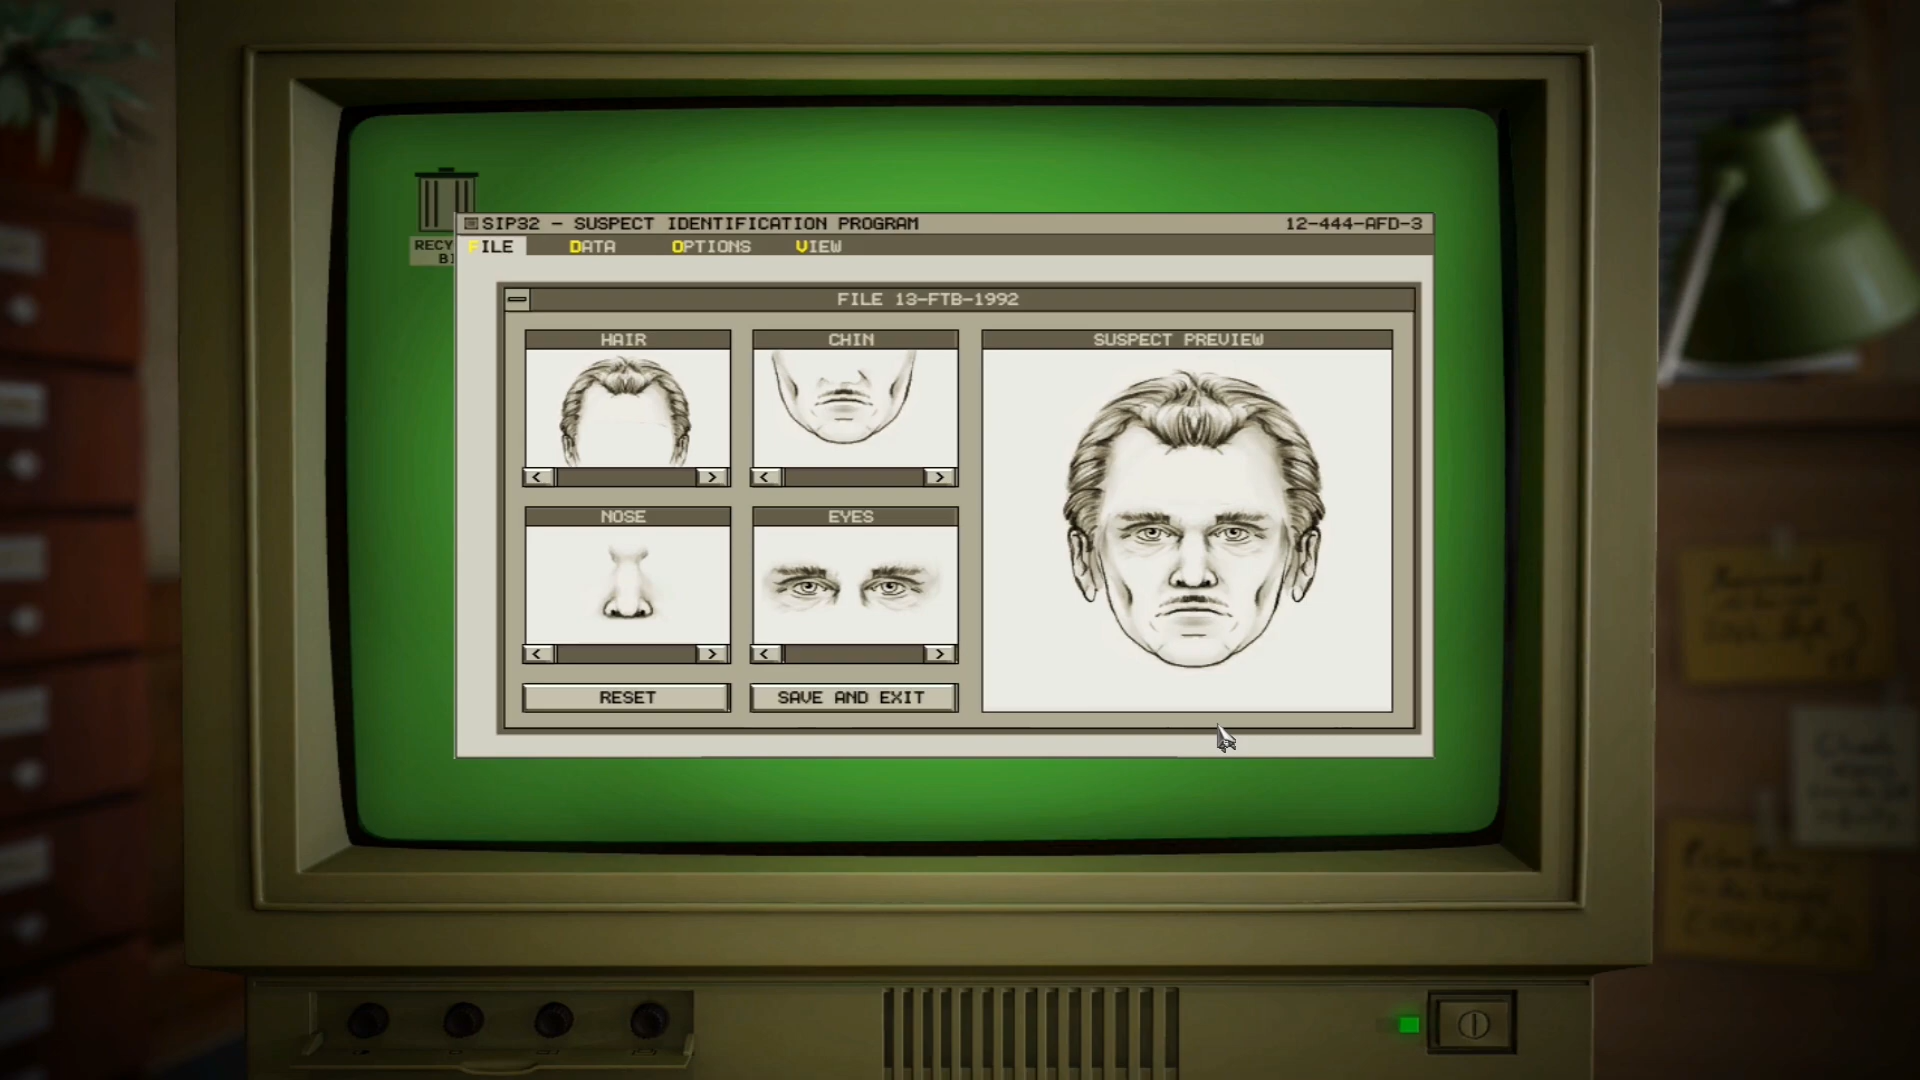 SIP32 - SUSPECT IDENTIFICATION PROGRAM 12-444-AFD-3
FILE DATA OPTIONS VIEW
FILE 13-FTB-1992
HAIR CHIN SUSPECT PREVIEW
< > < >
NOSE EYES
< > < >
RESET SAVE AND EXIT